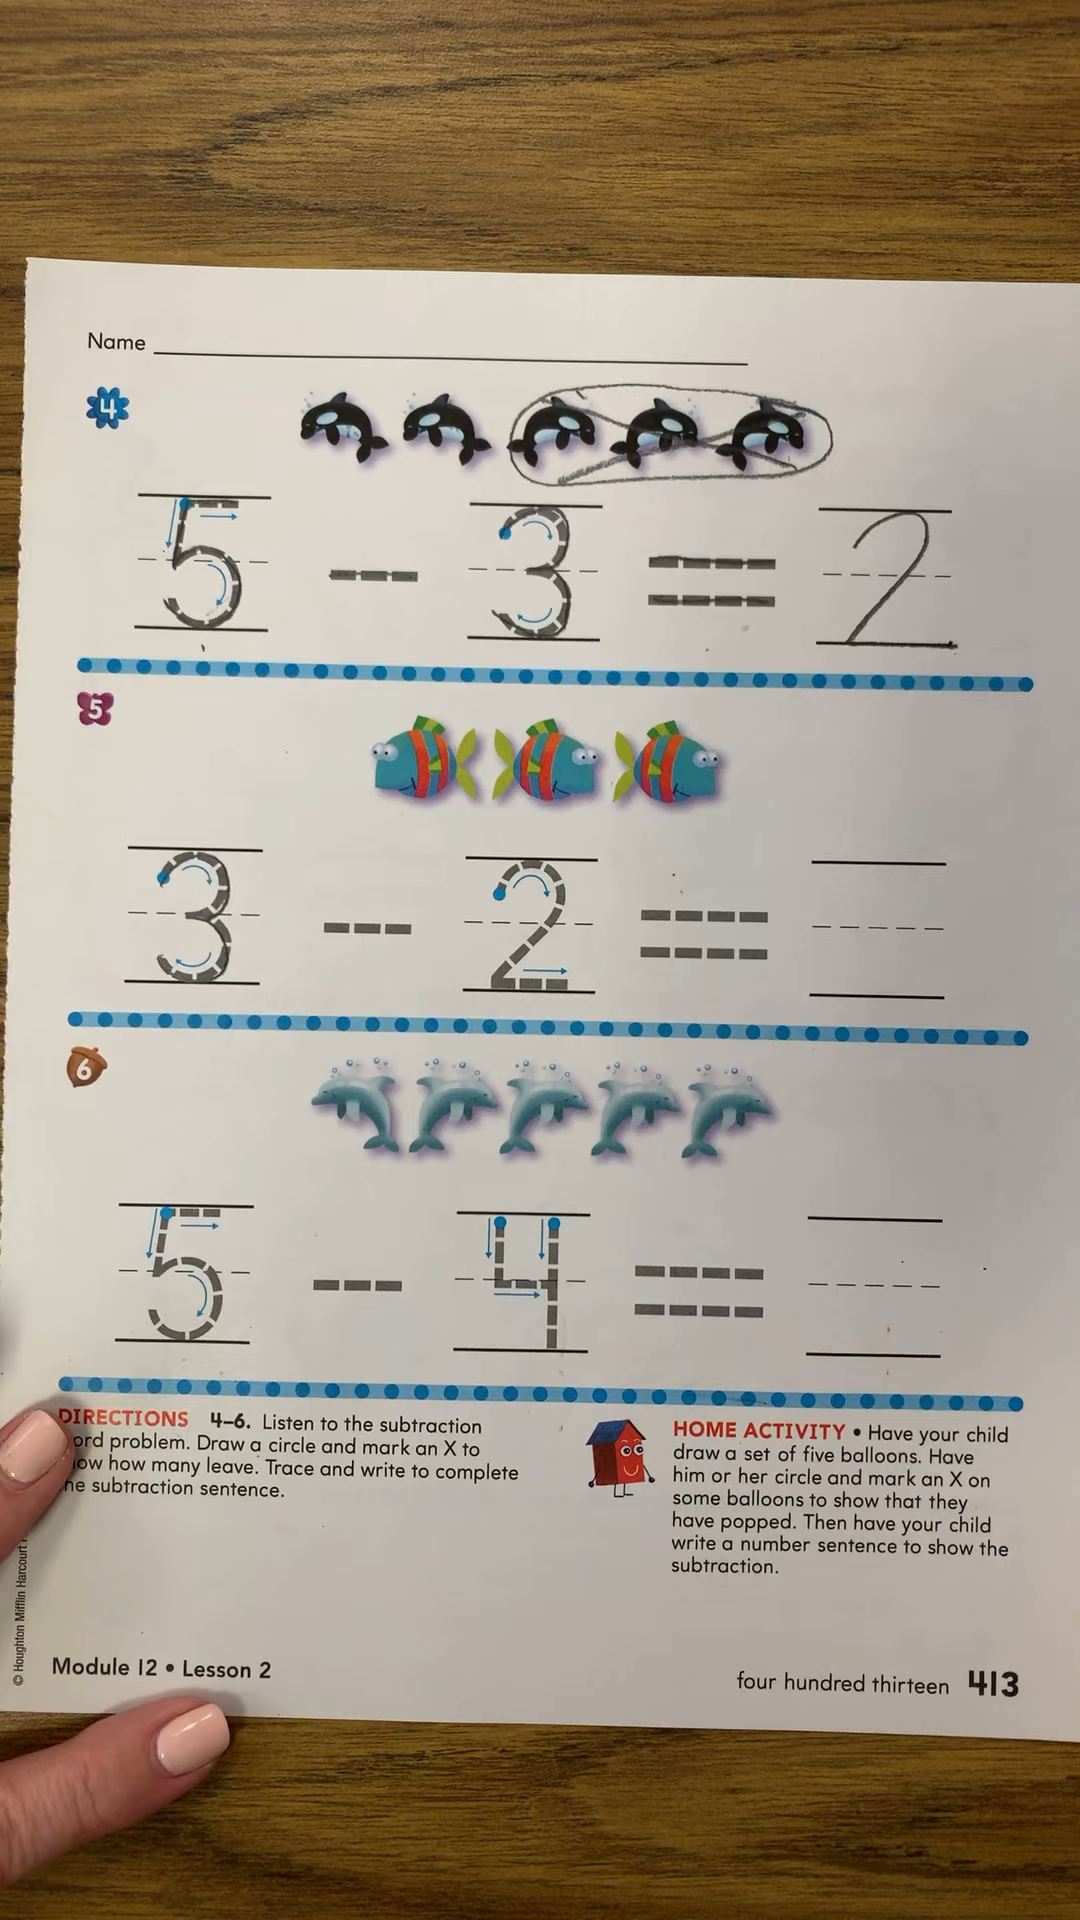 Name
4
5 - 3 = 2
5
3 - 2 =
6
5 - 4 =
DIRECTIONS 4–6. Listen to the subtraction
ord problem. Draw a circle and mark an X to
ow how many leave. Trace and write to complete
he subtraction sentence.
HOME ACTIVITY • Have your child
draw a set of five balloons. Have
him or her circle and mark an X on
some balloons to show that they
have popped. Then have your child
write a number sentence to show the
subtraction.
© Houghton Mifflin Harcourt
Module 12 • Lesson 2
four hundred thirteen 413